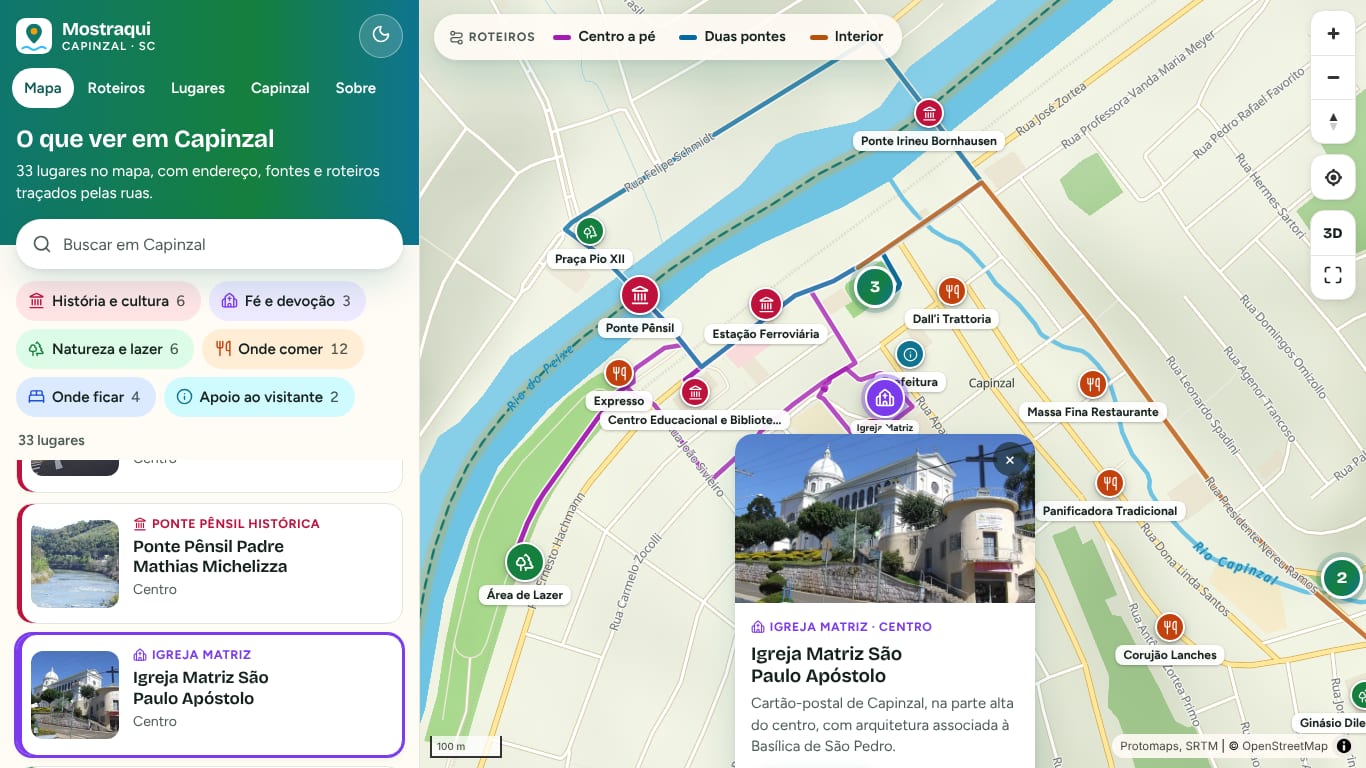 Mostraqui
CAPINZAL · SC
Mapa
Roteiros
Lugares
Capinzal
Sobre
O que ver em Capinzal
33 lugares no mapa, com endereço, fontes e roteiros
traçados pelas ruas.
Buscar em Capinzal
História e cultura 6
Fé e devoção 3
Natureza e lazer 6
Onde comer 12
Onde ficar 4
Apoio ao visitante 2
33 lugares
Centro
PONTE PÊNSIL HISTÓRICA
Ponte Pênsil Padre
Mathias Michelizza
Centro
IGREJA MATRIZ
Igreja Matriz São
Paulo Apóstolo
Centro
ROTEIROS
Centro a pé
Duas pontes
Interior
Ponte Irineu Bornhausen
Rua José Zortea
Rua Professora Vanda Maria Meyer
Rua Pedro Rafael Favorito
Rua Hermes Sartori
Rua Felipe Schmidt
Praça Pio XII
3D
Ponte Pênsil
Estação Ferroviária
3
Dall'i Trattoria
Rua Domingos Omizollo
Rio do Peixe
Expresso
Centro Educacional e Bibliote...
efeitura
Capinzal
Massa Fina Restaurante
Rua Leonardo Spadini
Rua Agenor Trancoso
Igreja Matriz
Panificadora Tradicional
Rua Presidente Nereu Ramos
Rio Capinzal
2
Rua Dona Linda Santos
Ernesto Hachmann
Rua Carmelo Zocolli
Área de Lazer
Corujão Lanches
Ginásio Dile
IGREJA MATRIZ · CENTRO
Igreja Matriz São
Paulo Apóstolo
Cartão-postal de Capinzal, na parte alta
do centro, com arquitetura associada à
Basílica de São Pedro.
100 m
Protomaps, SRTM | © OpenStreetMap